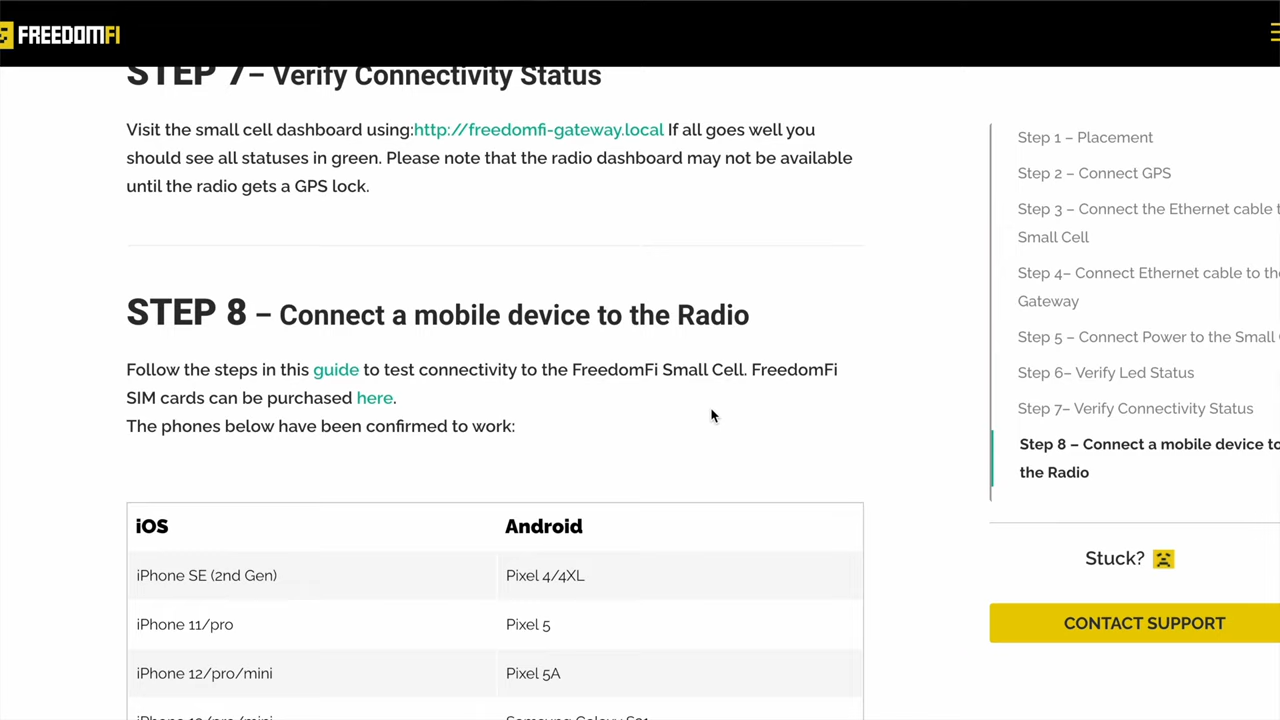 FREEDOMFI
STEP 7– Verify Connectivity Status
Visit the small cell dashboard using:http://freedomfi-gateway.local If all goes well you
should see all statuses in green. Please note that the radio dashboard may not be available
until the radio gets a GPS lock.
STEP 8 – Connect a mobile device to the Radio
Follow the steps in this guide to test connectivity to the FreedomFi Small Cell. FreedomFi
SIM cards can be purchased here.
The phones below have been confirmed to work:
iOS Android
iPhone SE (2nd Gen) Pixel 4/4XL
iPhone 11/pro Pixel 5
iPhone 12/pro/mini Pixel 5A
Step 1 – Placement
Step 2 – Connect GPS
Step 3 – Connect the Ethernet cable
Small Cell
Step 4– Connect Ethernet cable to
Gateway
Step 5 – Connect Power to the Small
Step 6– Verify Led Status
Step 7– Verify Connectivity Status
Step 8 – Connect a mobile device to
the Radio
Stuck?
CONTACT SUPPORT